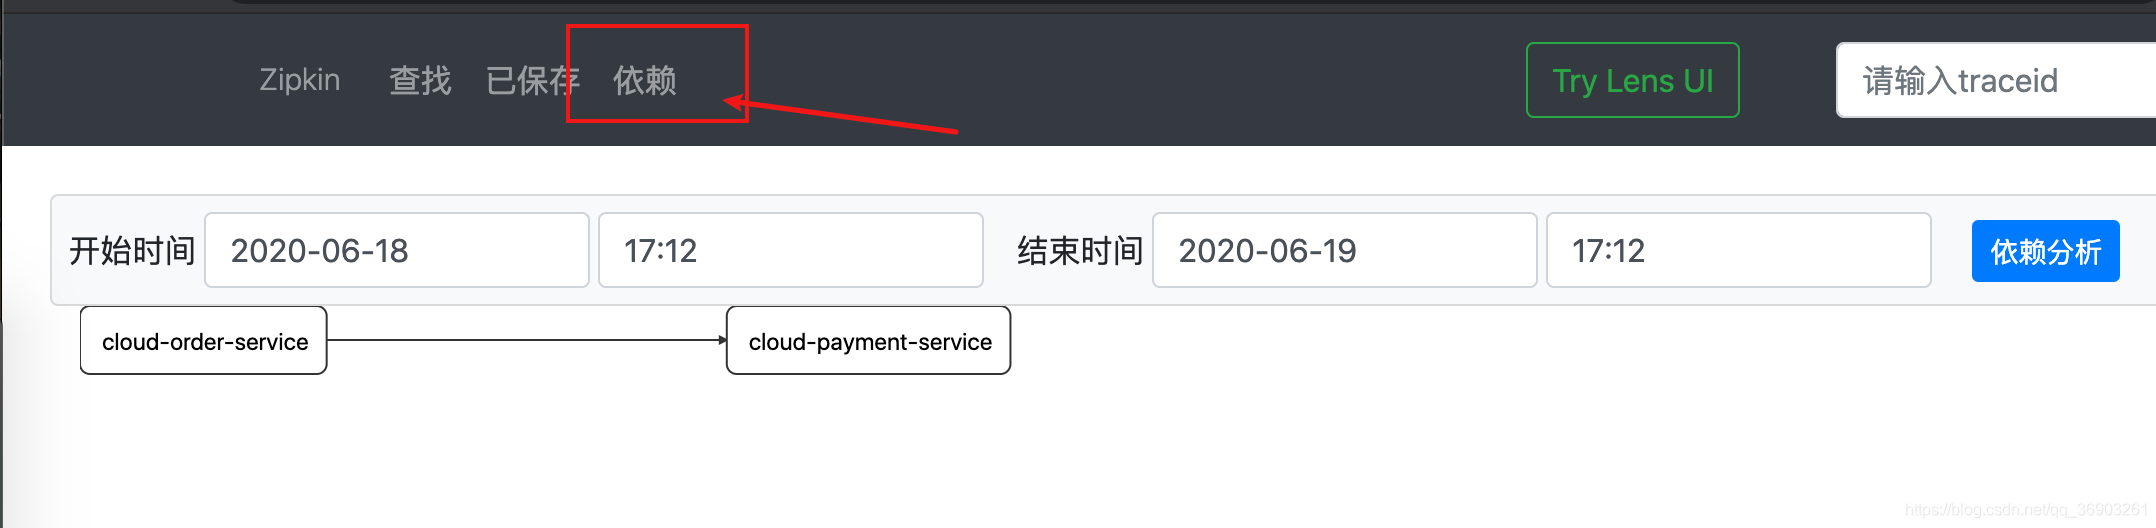 Zipkin 查找 已保存 依赖 Try Lens UI 请输入traceid
开始时间 2020-06-18 17:12 结束时间 2020-06-19 17:12 依赖分析
cloud-order-service cloud-payment-service
https://blog.csdn.net/qq_36903261